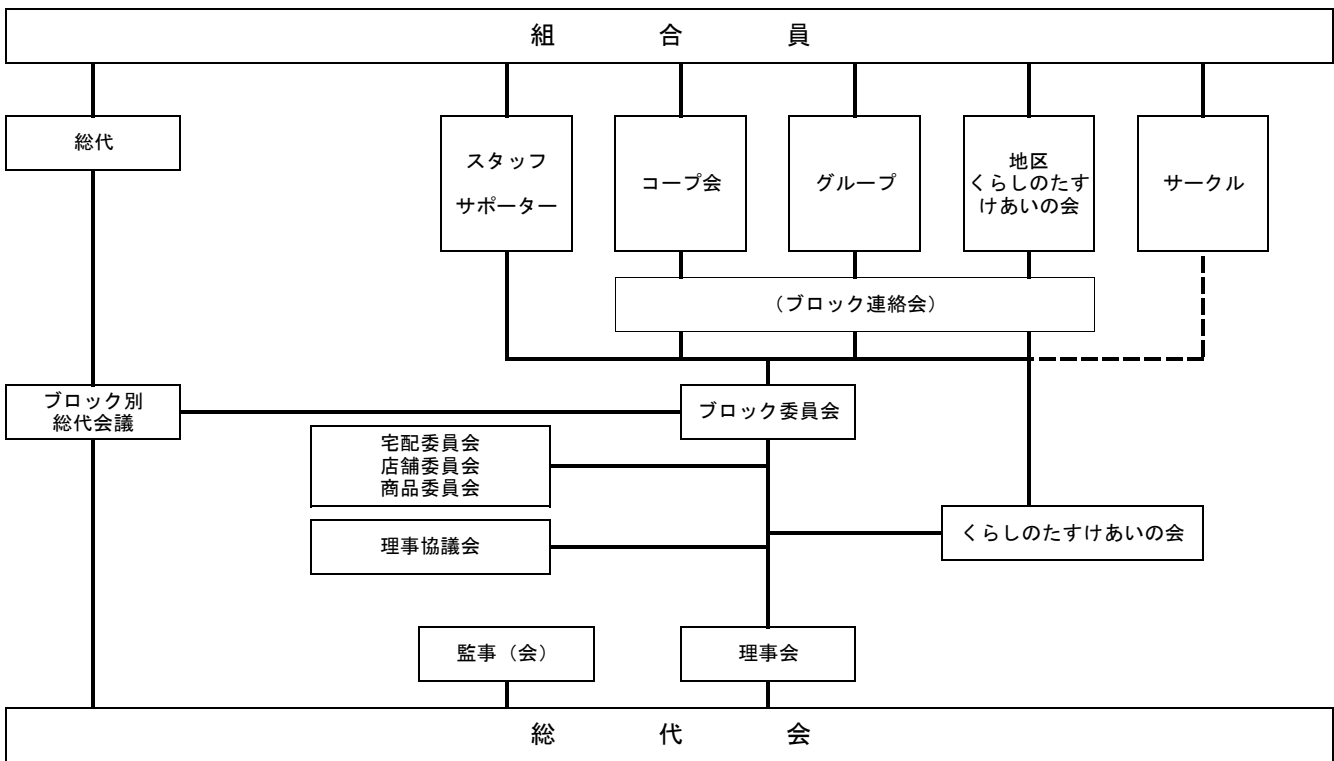 組合員
総代
スタッフ
サポーター
コープ会
グループ
地区
くらしのたす
けあいの会
サークル
（ブロック連絡会）
ブロック別
総代会議
ブロック委員会
宅配委員会
店舗委員会
商品委員会
くらしのたすけあいの会
理事協議会
監事（会）
理事会
総代会